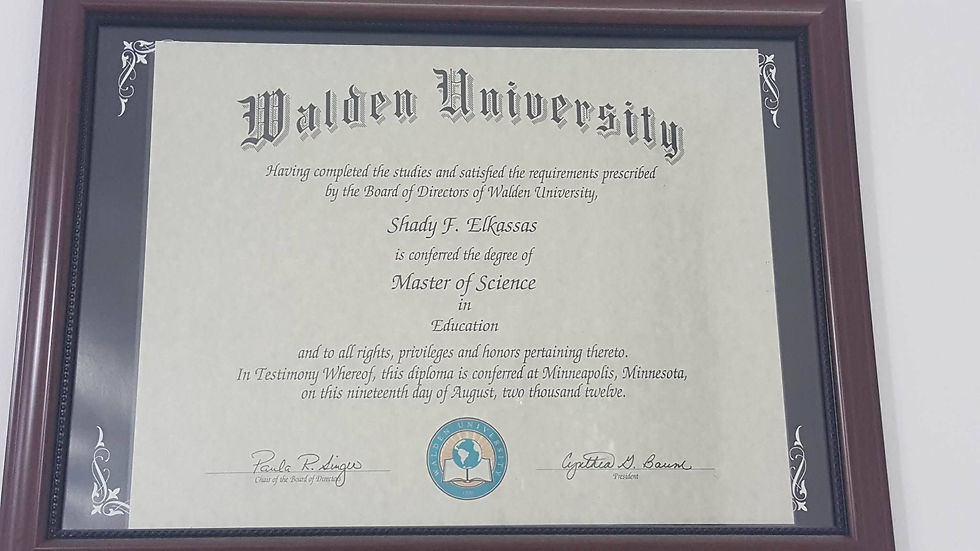 Walden University
Having completed the studies and satisfied the requirements prescribed
by the Board of Directors of Walden University,
Shady F. Elkassas
is conferred the degree of
Master of Science
in
Education
and to all rights, privileges and honors pertaining thereto.
In Testimony Whereof, this diploma is conferred at Minneapolis, Minnesota,
on this nineteenth day of August, two thousand twelve.
WALDEN UNIVERSITY
1970
Paula R. Singer
Chair of the Board of Directors
Cynthia G. Baum
President